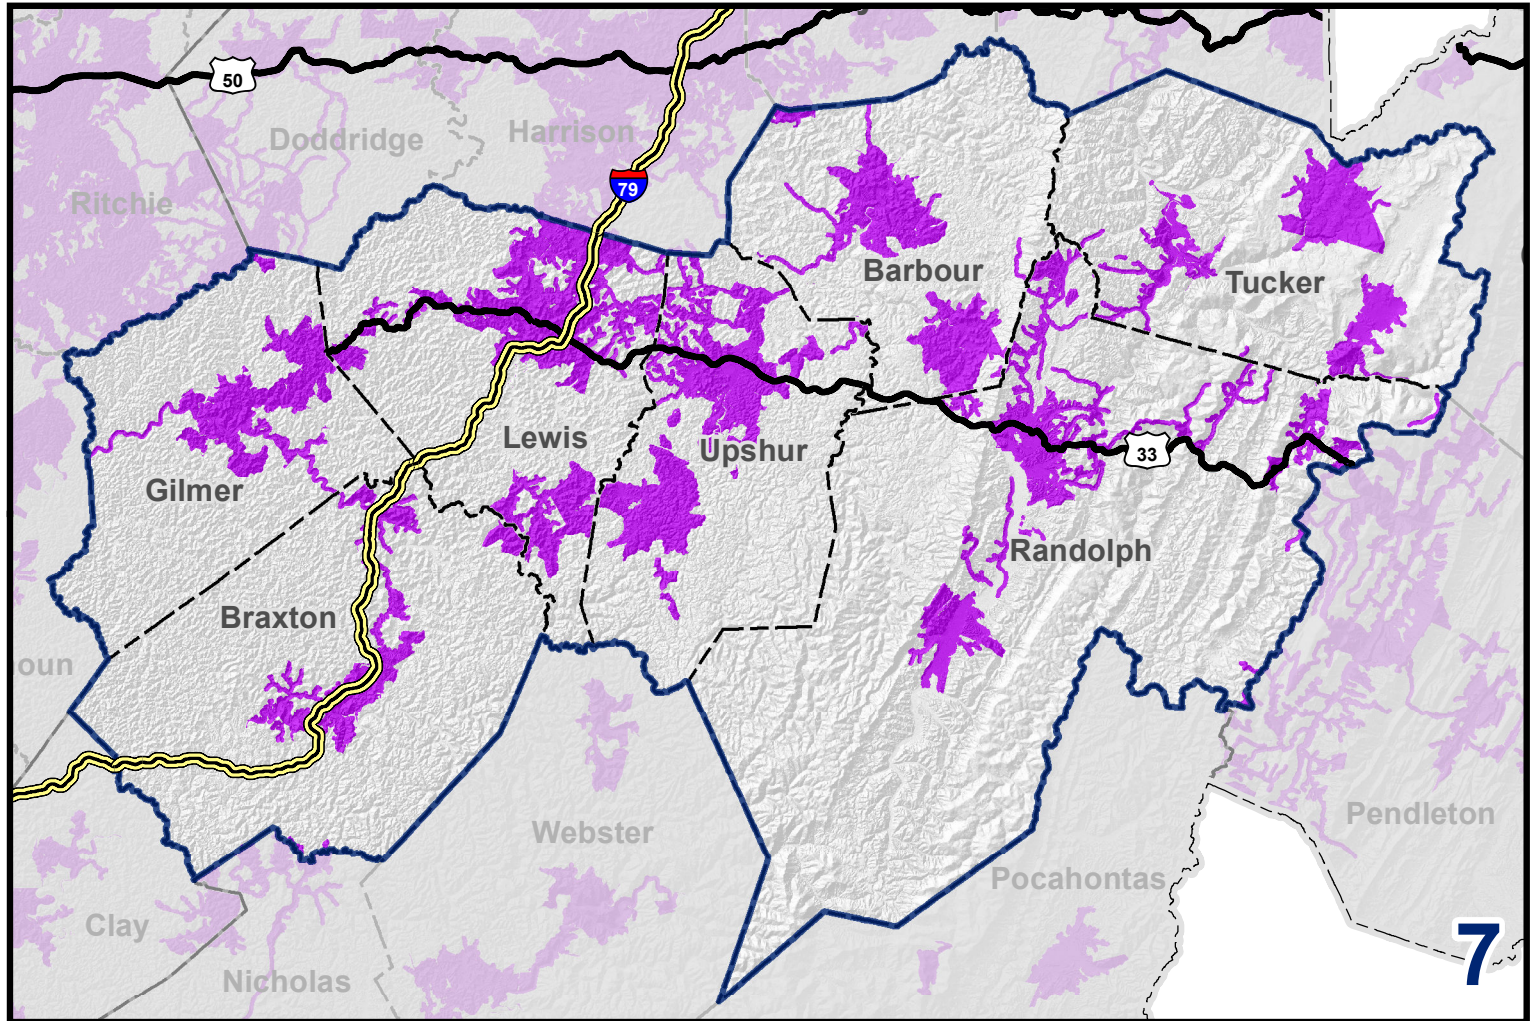 50
Doddridge
Harrison
79
Ritchie
Barbour
Tucker
Lewis
Upshur
33
Gilmer
Randolph
Braxton
oun
Webster
Pendleton
Pocahontas
Clay
Nicholas
7